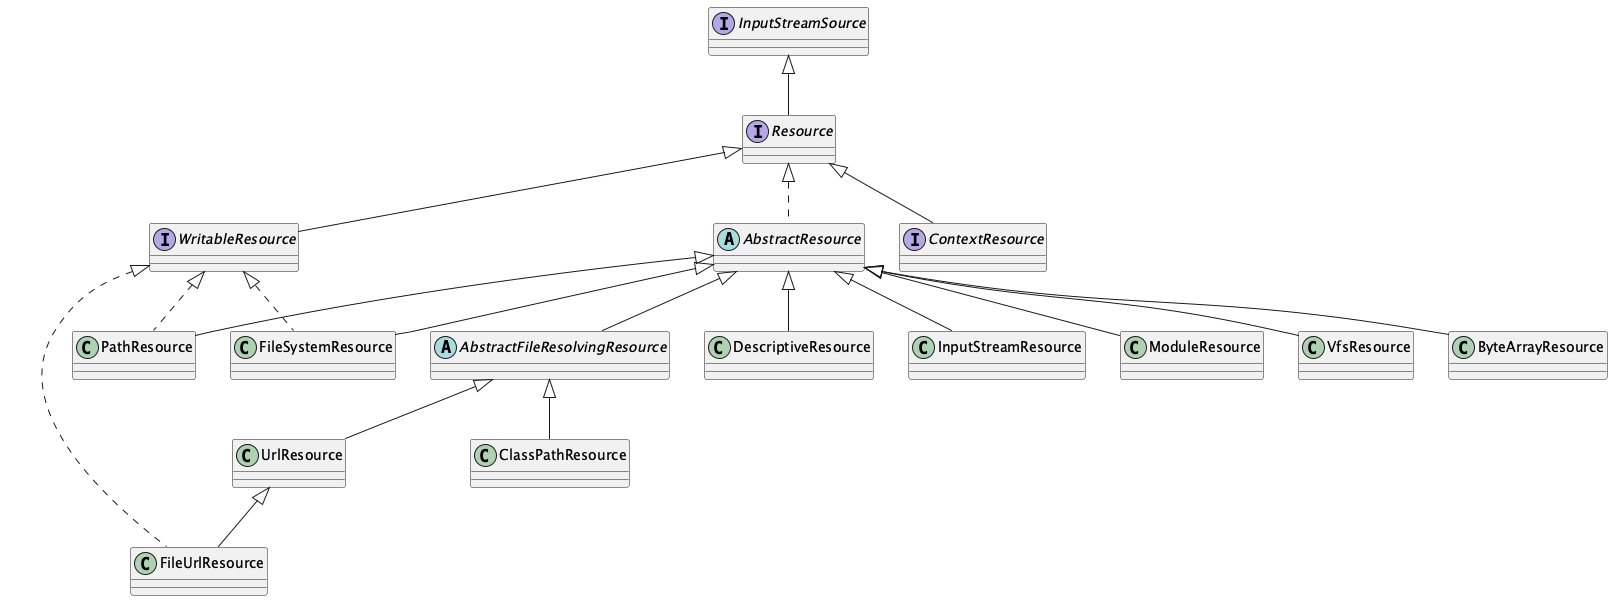 I InputStreamSource
I Resource
I WritableResource
A AbstractResource
I ContextResource
C PathResource
C FileSystemResource
A AbstractFileResolvingResource
C DescriptiveResource
C InputStreamResource
C ModuleResource
C VfsResource
C ByteArrayResource
C UrlResource
C ClassPathResource
C FileUrlResource